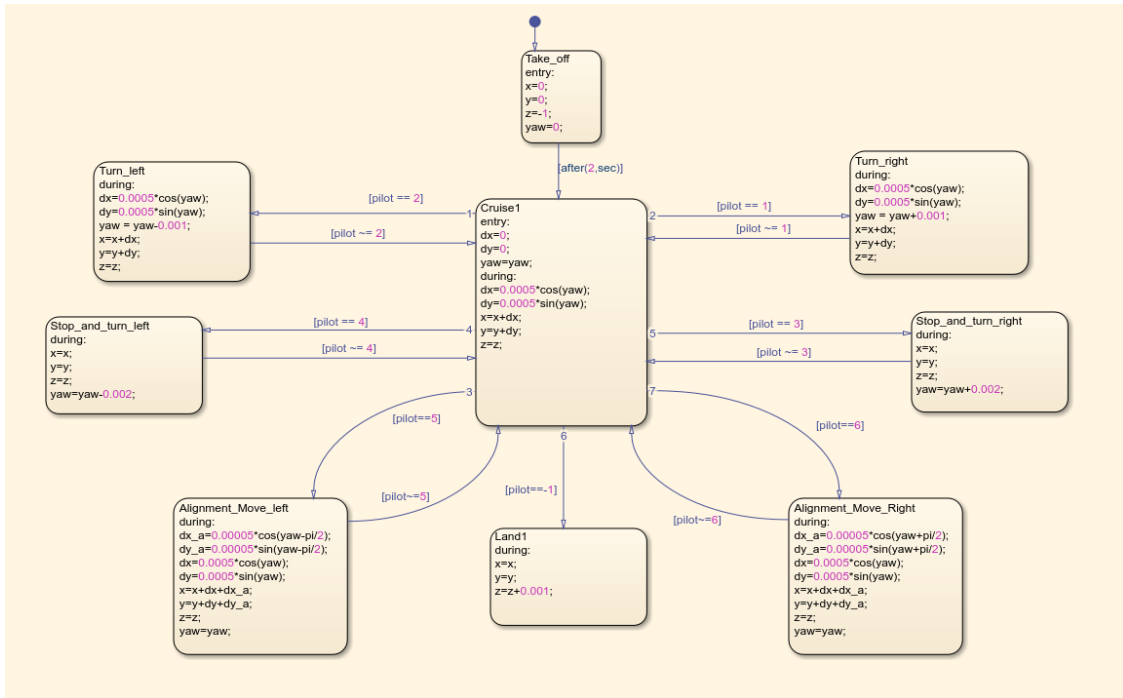 Take_off
entry:
x=0;
y=0;
z=-1;
yaw=0;
[after(2,sec)]
Turn_left
during:
dx=0.0005*cos(yaw);
dy=0.0005*sin(yaw);
yaw = yaw-0.001;
x=x+dx;
y=y+dy;
z=z;
[pilot == 2]
1
[pilot ~= 2]
Cruise1
entry:
dx=0;
dy=0;
yaw=yaw;
during:
dx=0.0005*cos(yaw);
dy=0.0005*sin(yaw);
x=x+dx;
y=y+dy;
z=z;
2
[pilot == 1]
[pilot ~= 1]
Turn_right
during:
dx=0.0005*cos(yaw);
dy=0.0005*sin(yaw);
yaw = yaw+0.001;
x=x+dx;
y=y+dy;
z=z;
Stop_and_turn_left
during:
x=x;
y=y;
z=z;
yaw=yaw-0.002;
[pilot == 4]
4
[pilot ~= 4]
5
[pilot == 3]
[pilot ~= 3]
Stop_and_turn_right
during:
x=x;
y=y;
z=z;
yaw=yaw+0.002;
3
[pilot==5]
[pilot~=5]
6
[pilot==-1]
7
[pilot==6]
[pilot~=6]
Alignment_Move_left
during:
dx_a=0.00005*cos(yaw-pi/2);
dy_a=0.00005*sin(yaw-pi/2);
dx=0.0005*cos(yaw);
dy=0.0005*sin(yaw);
x=x+dx+dx_a;
y=y+dy+dy_a;
z=z;
yaw=yaw;
Land1
during:
x=x;
y=y;
z=z+0.001;
Alignment_Move_Right
during:
dx_a=0.00005*cos(yaw+pi/2);
dy_a=0.00005*sin(yaw+pi/2);
dx=0.0005*cos(yaw);
dy=0.0005*sin(yaw);
x=x+dx+dx_a;
y=y+dy+dy_a;
z=z;
yaw=yaw;